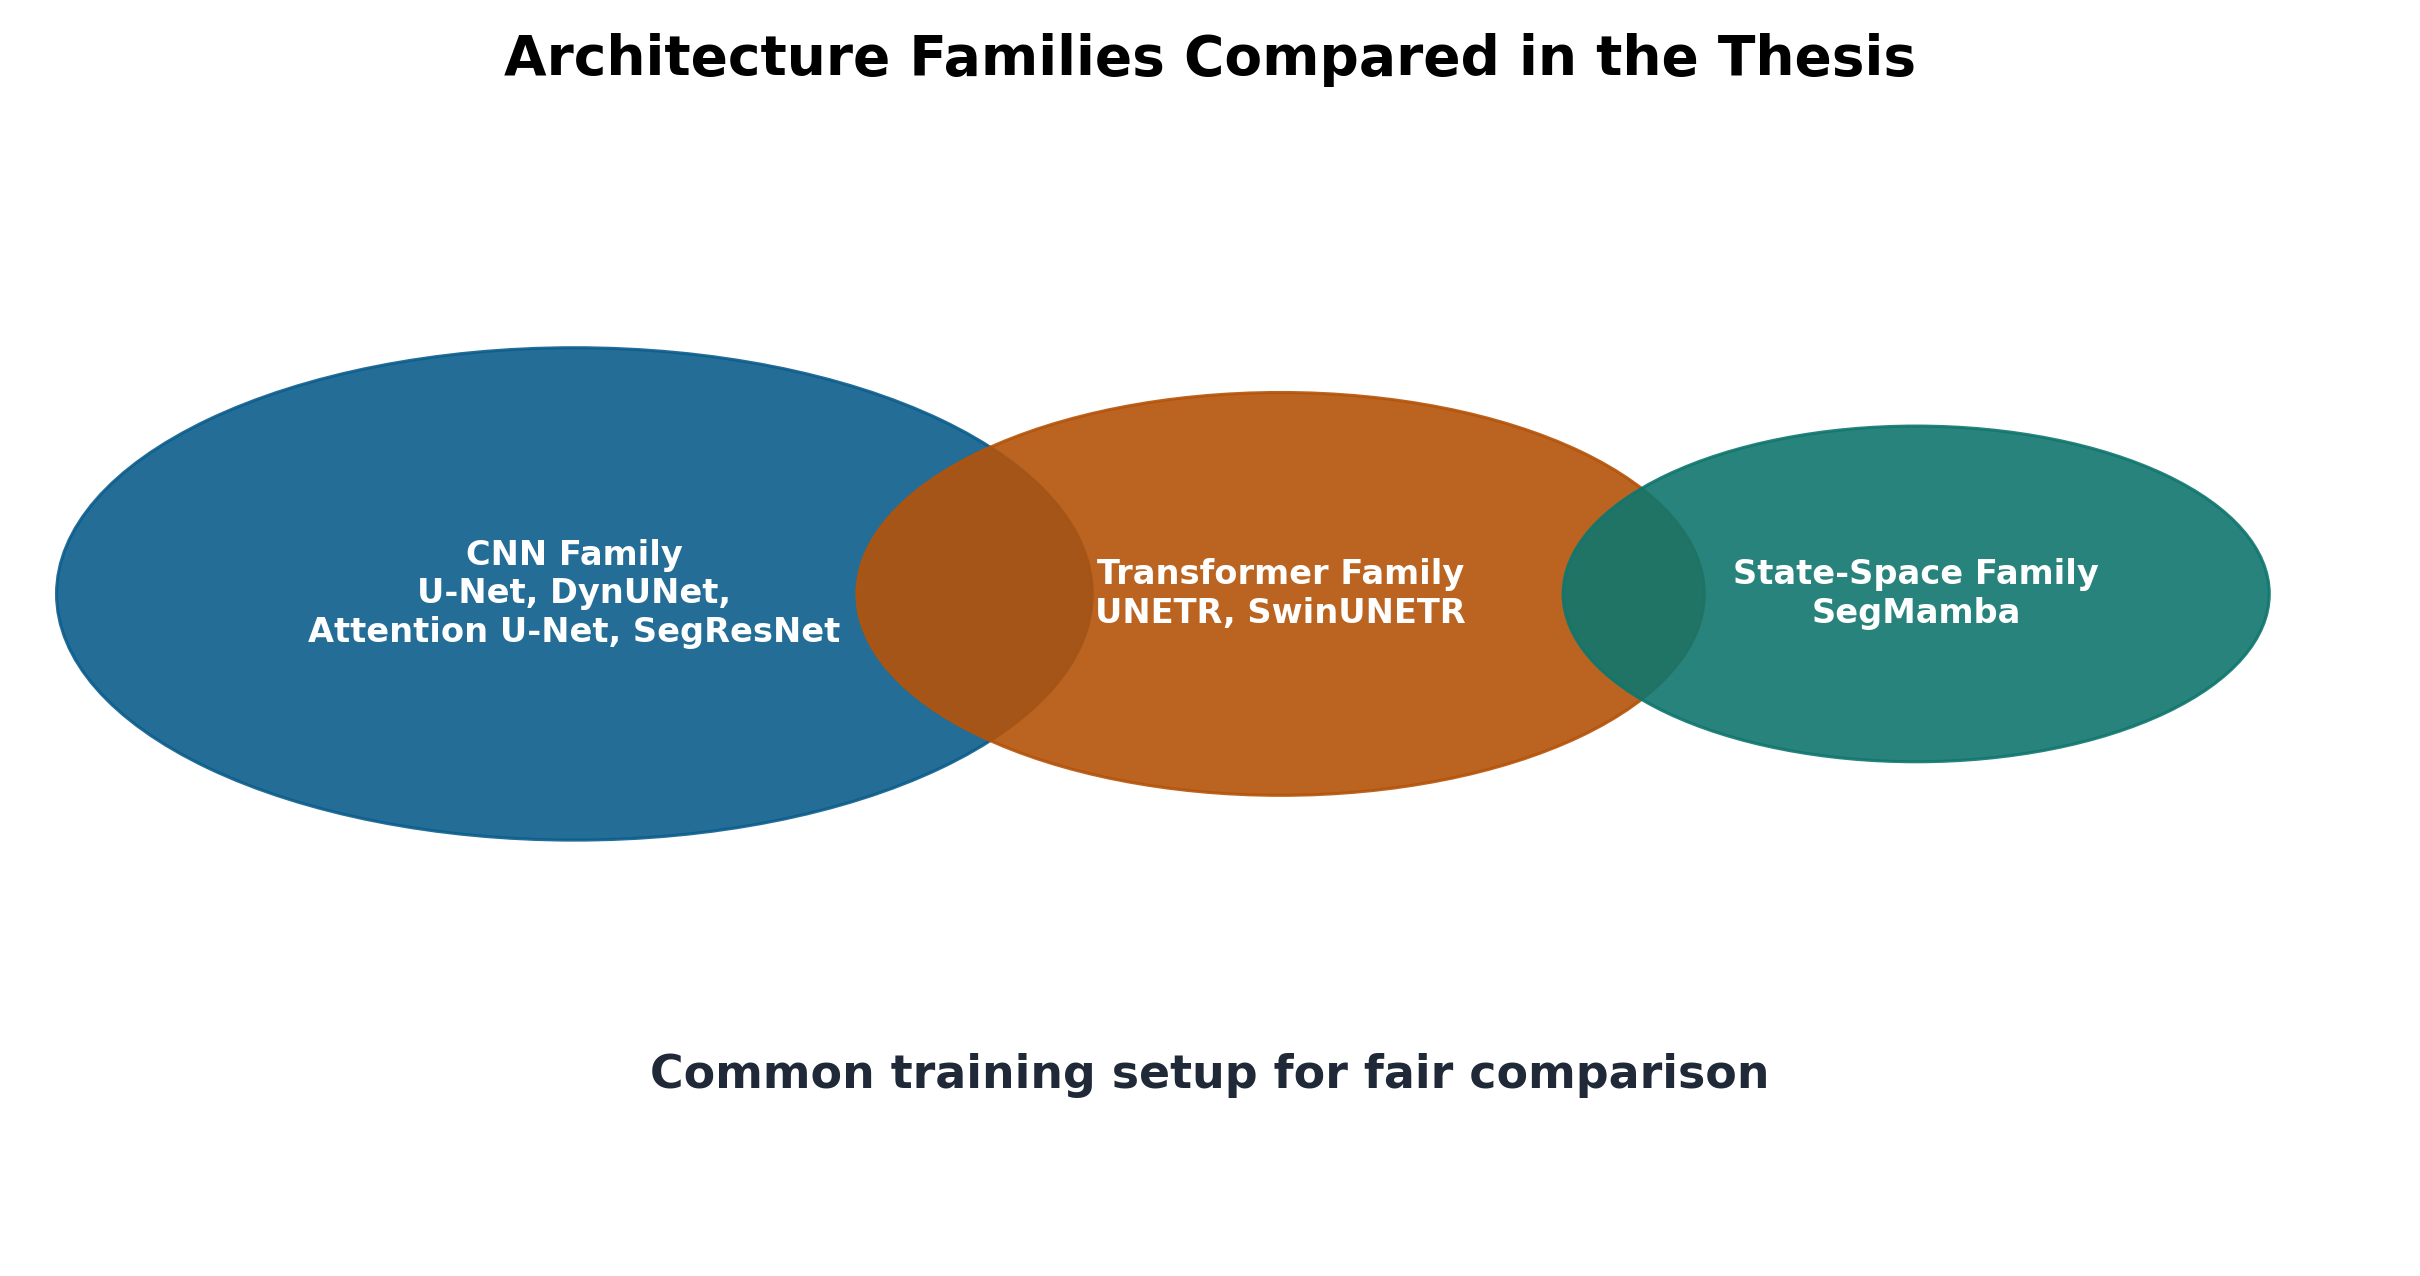 Architecture Families Compared in the Thesis
CNN Family
U-Net, DynUNet,
Attention U-Net, SegResNet
Transformer Family
UNETR, SwinUNETR
State-Space Family
SegMamba
Common training setup for fair comparison